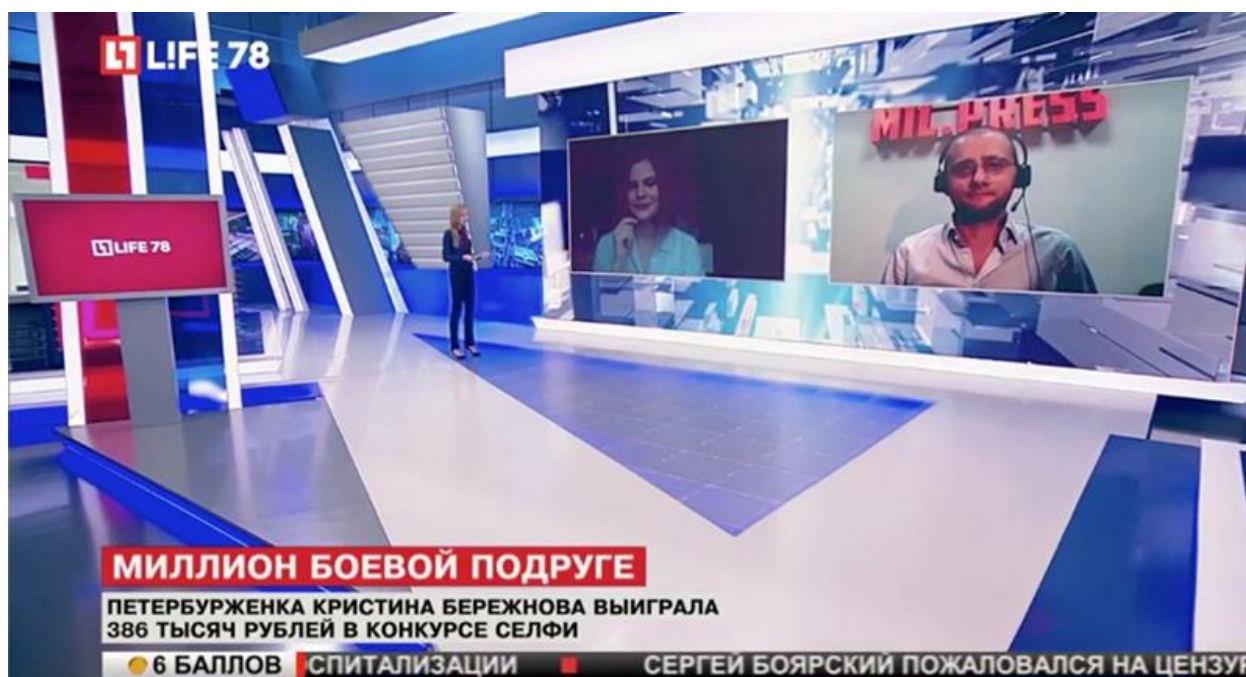 L!FE 78
MIL.PRESS
LIFE 78
МИЛЛИОН БОЕВОЙ ПОДРУГЕ
ПЕТЕРБУРЖЕНКА КРИСТИНА БЕРЕЖНОВА ВЫИГРАЛА
386 ТЫСЯЧ РУБЛЕЙ В КОНКУРСЕ СЕЛФИ
6 БАЛЛОВ СПИТАЛИЗАЦИИ СЕРГЕЙ БОЯРСКИЙ ПОЖАЛОВАЛСЯ НА ЦЕНЗУР